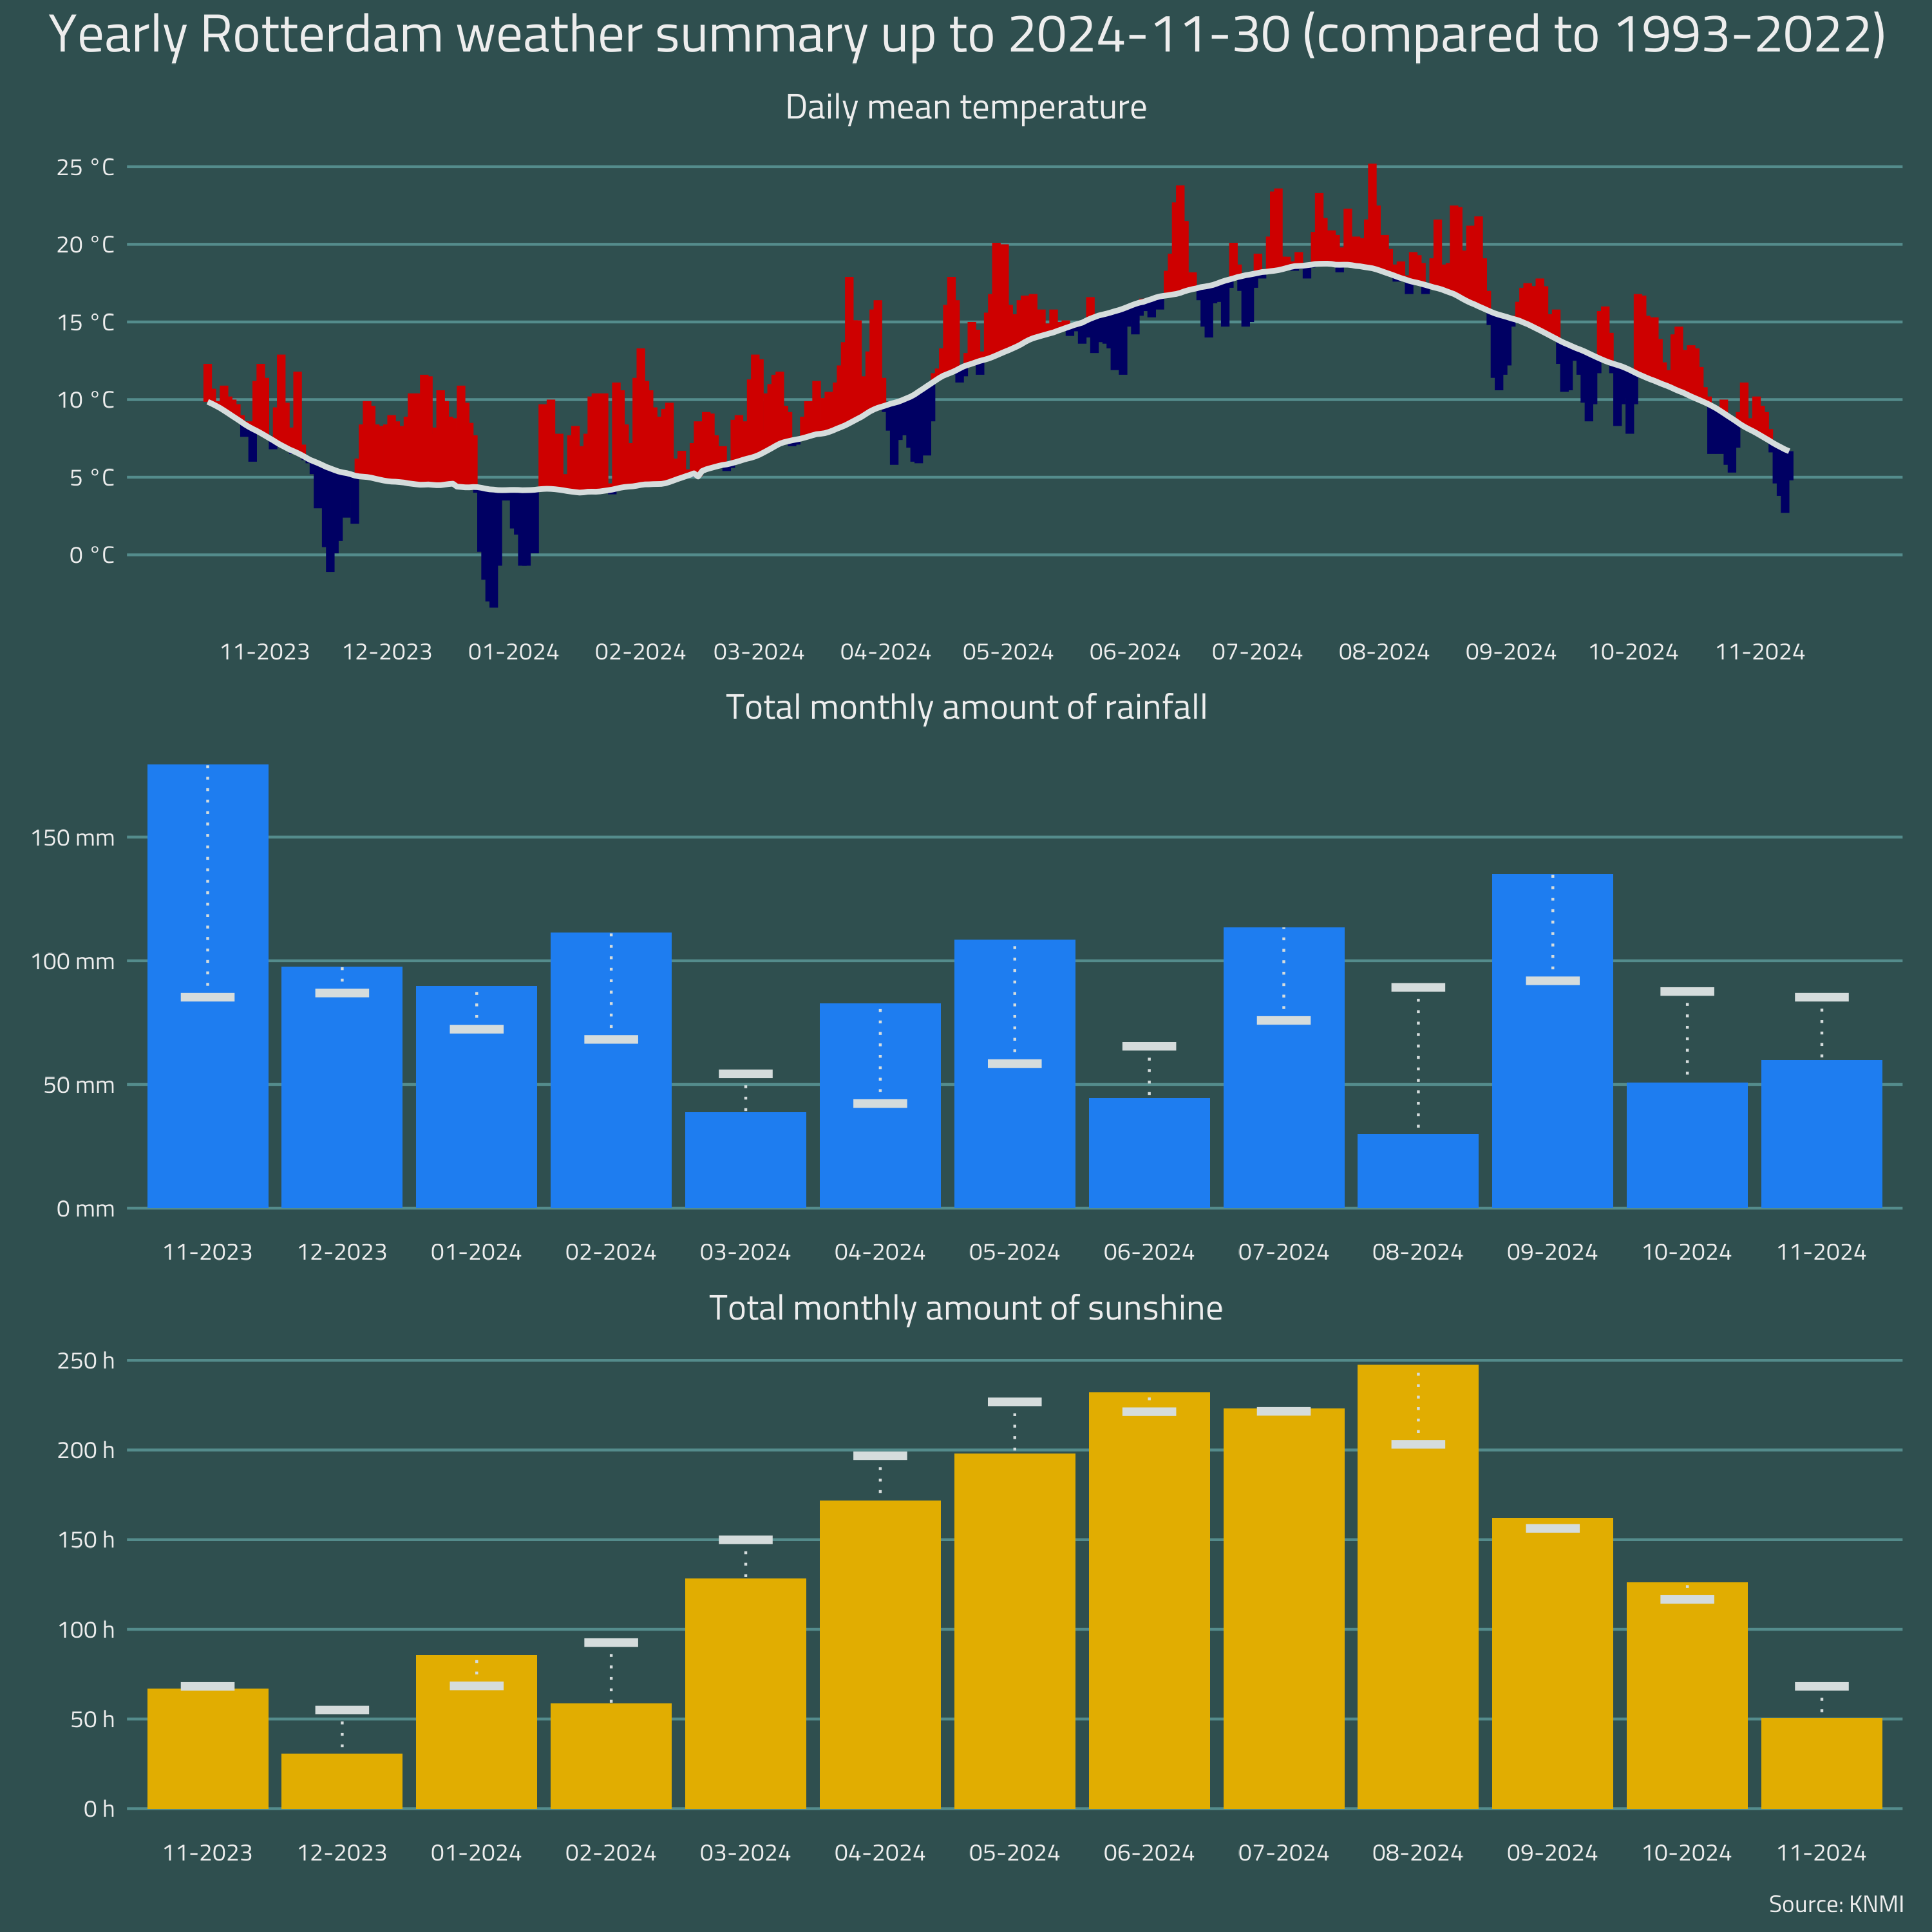 Yearly Rotterdam weather summary up to 2024-11-30 (compared to 1993-2022)
Daily mean temperature
25 °C
20 °C
15 °C
10 °C
5 °C
0 °C
11-2023 12-2023 01-2024 02-2024 03-2024 04-2024 05-2024 06-2024 07-2024 08-2024 09-2024 10-2024 11-2024
Total monthly amount of rainfall
150 mm
100 mm
50 mm
0 mm
11-2023 12-2023 01-2024 02-2024 03-2024 04-2024 05-2024 06-2024 07-2024 08-2024 09-2024 10-2024 11-2024
Total monthly amount of sunshine
250 h
200 h
150 h
100 h
50 h
0 h
11-2023 12-2023 01-2024 02-2024 03-2024 04-2024 05-2024 06-2024 07-2024 08-2024 09-2024 10-2024 11-2024
Source: KNMI